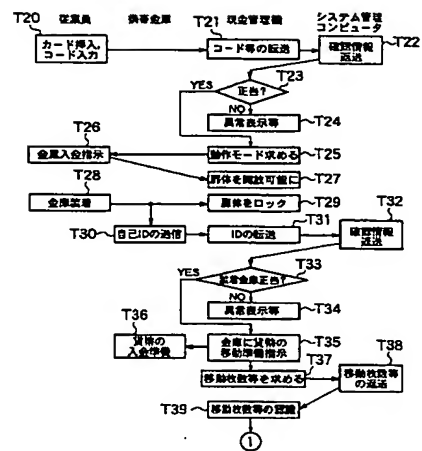 従業員 携帯金庫 現金管理機 システム管理
コンピュータ
T20 T21
カード挿入,
コード入力
コード等の転送
確認情報
返送
T22
T23
YES 正当?
NO
異常表示等 T24
T26
金庫入金指示
動作モード求める T25
T28
扉体を開放可能に T27
金庫装着
扉体をロック T29
T32
T31
T30 自己IDの送信
IDの転送
確認情報
返送
T33
YES 装着金庫正当?
NO
異常表示等 T34
T36
貨幣の
入金準備
金庫に貨幣の
移動準備指示
T35
T37 T38
移動枚数等を求める
移動枚数等
の返送
T39 移動枚数等の認識
1